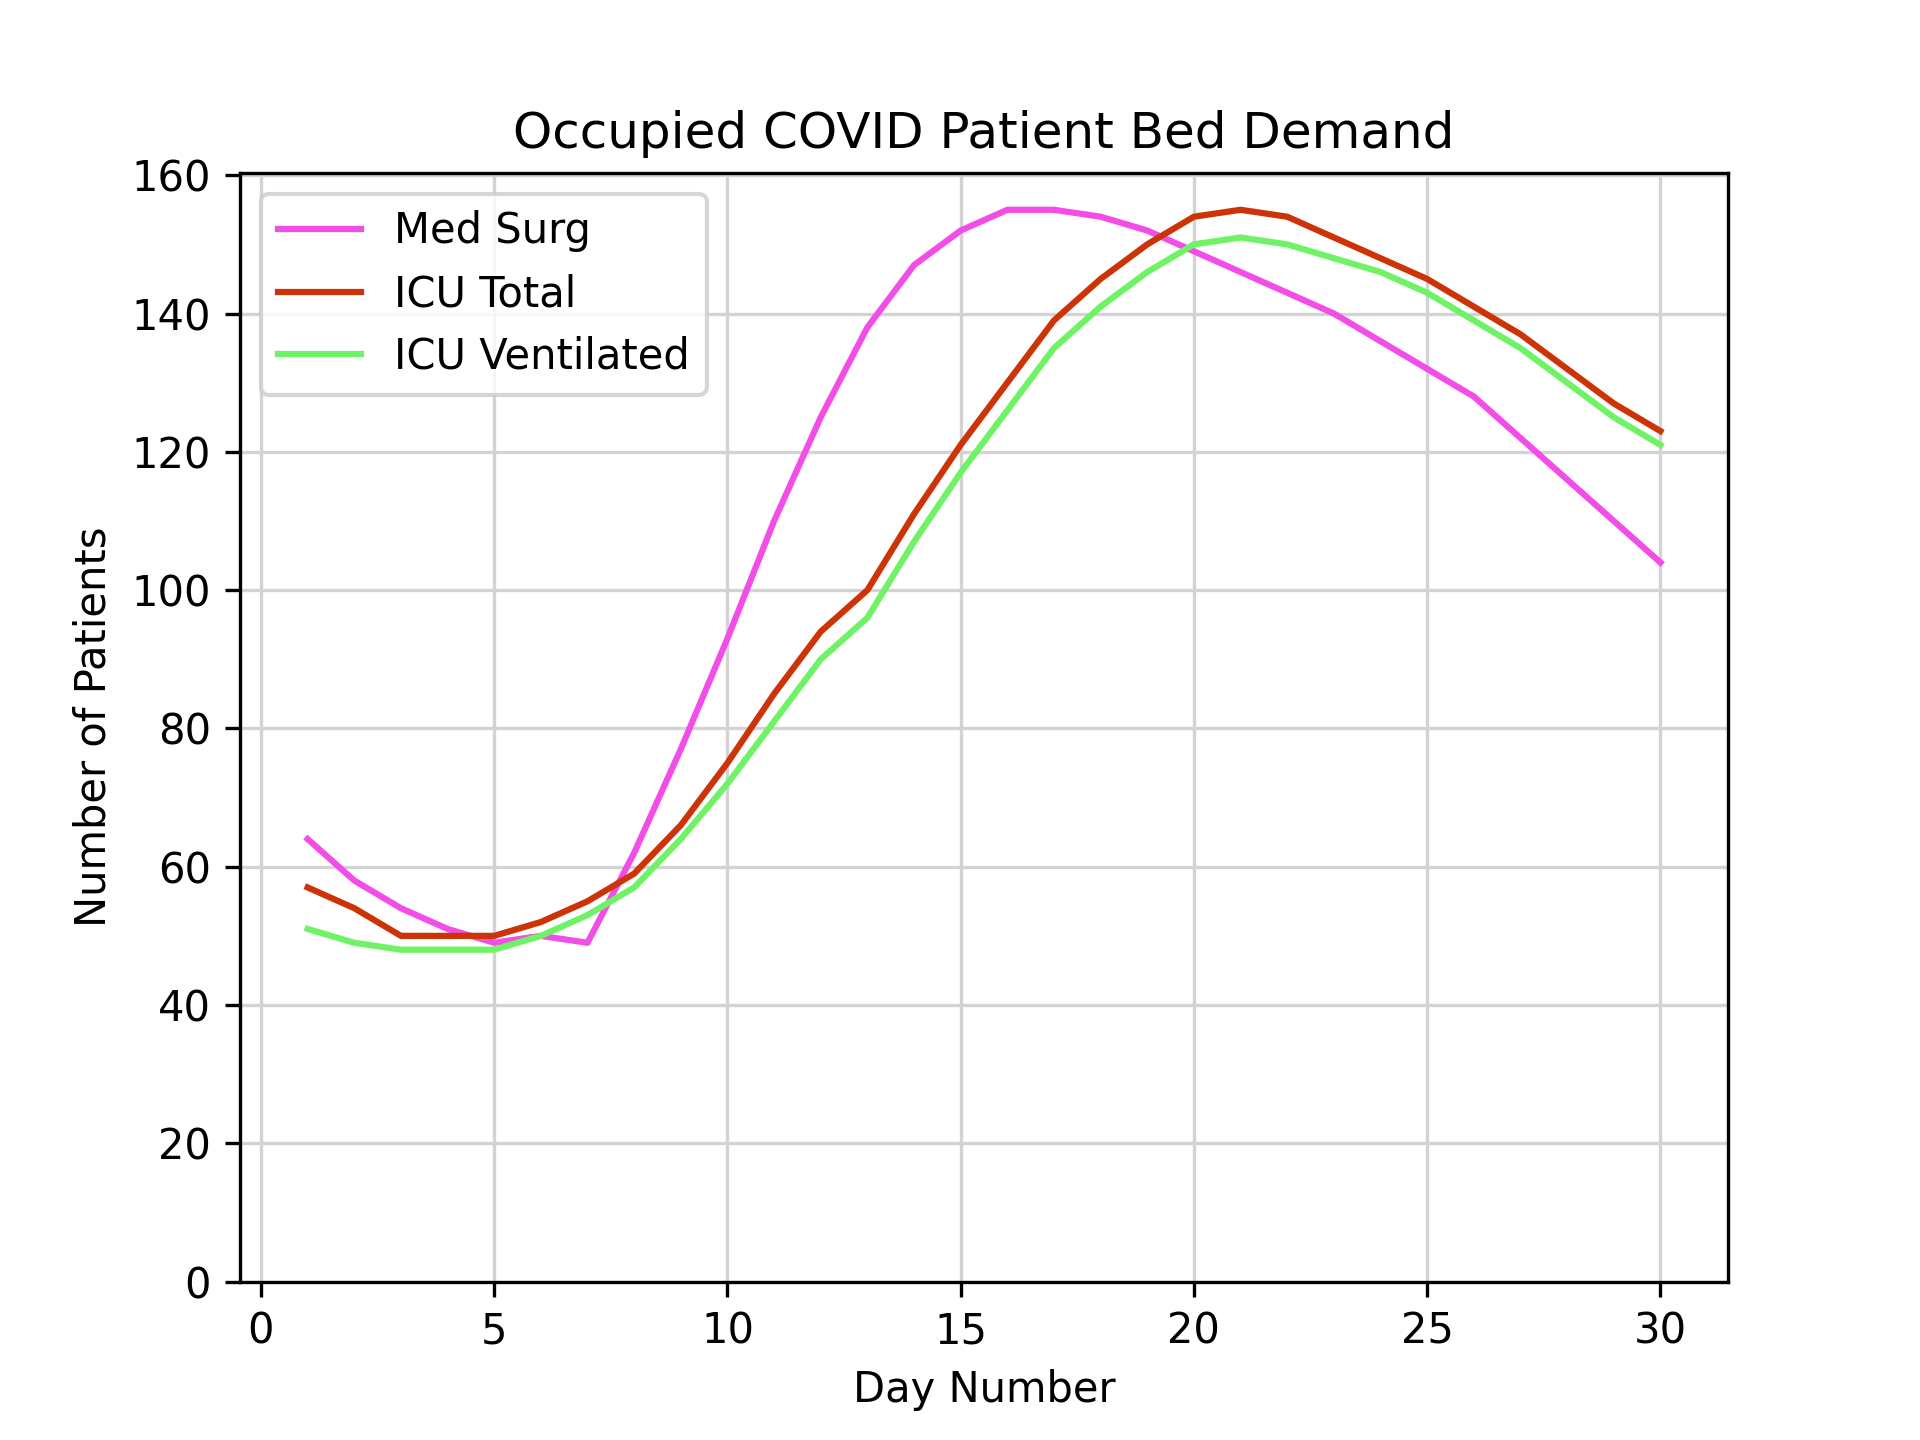 Occupied COVID Patient Bed Demand
Med Surg
ICU Total
ICU Ventilated
Number of Patients
160
140
120
100
80
60
40
20
0
0 5 10 15 20 25 30
Day Number